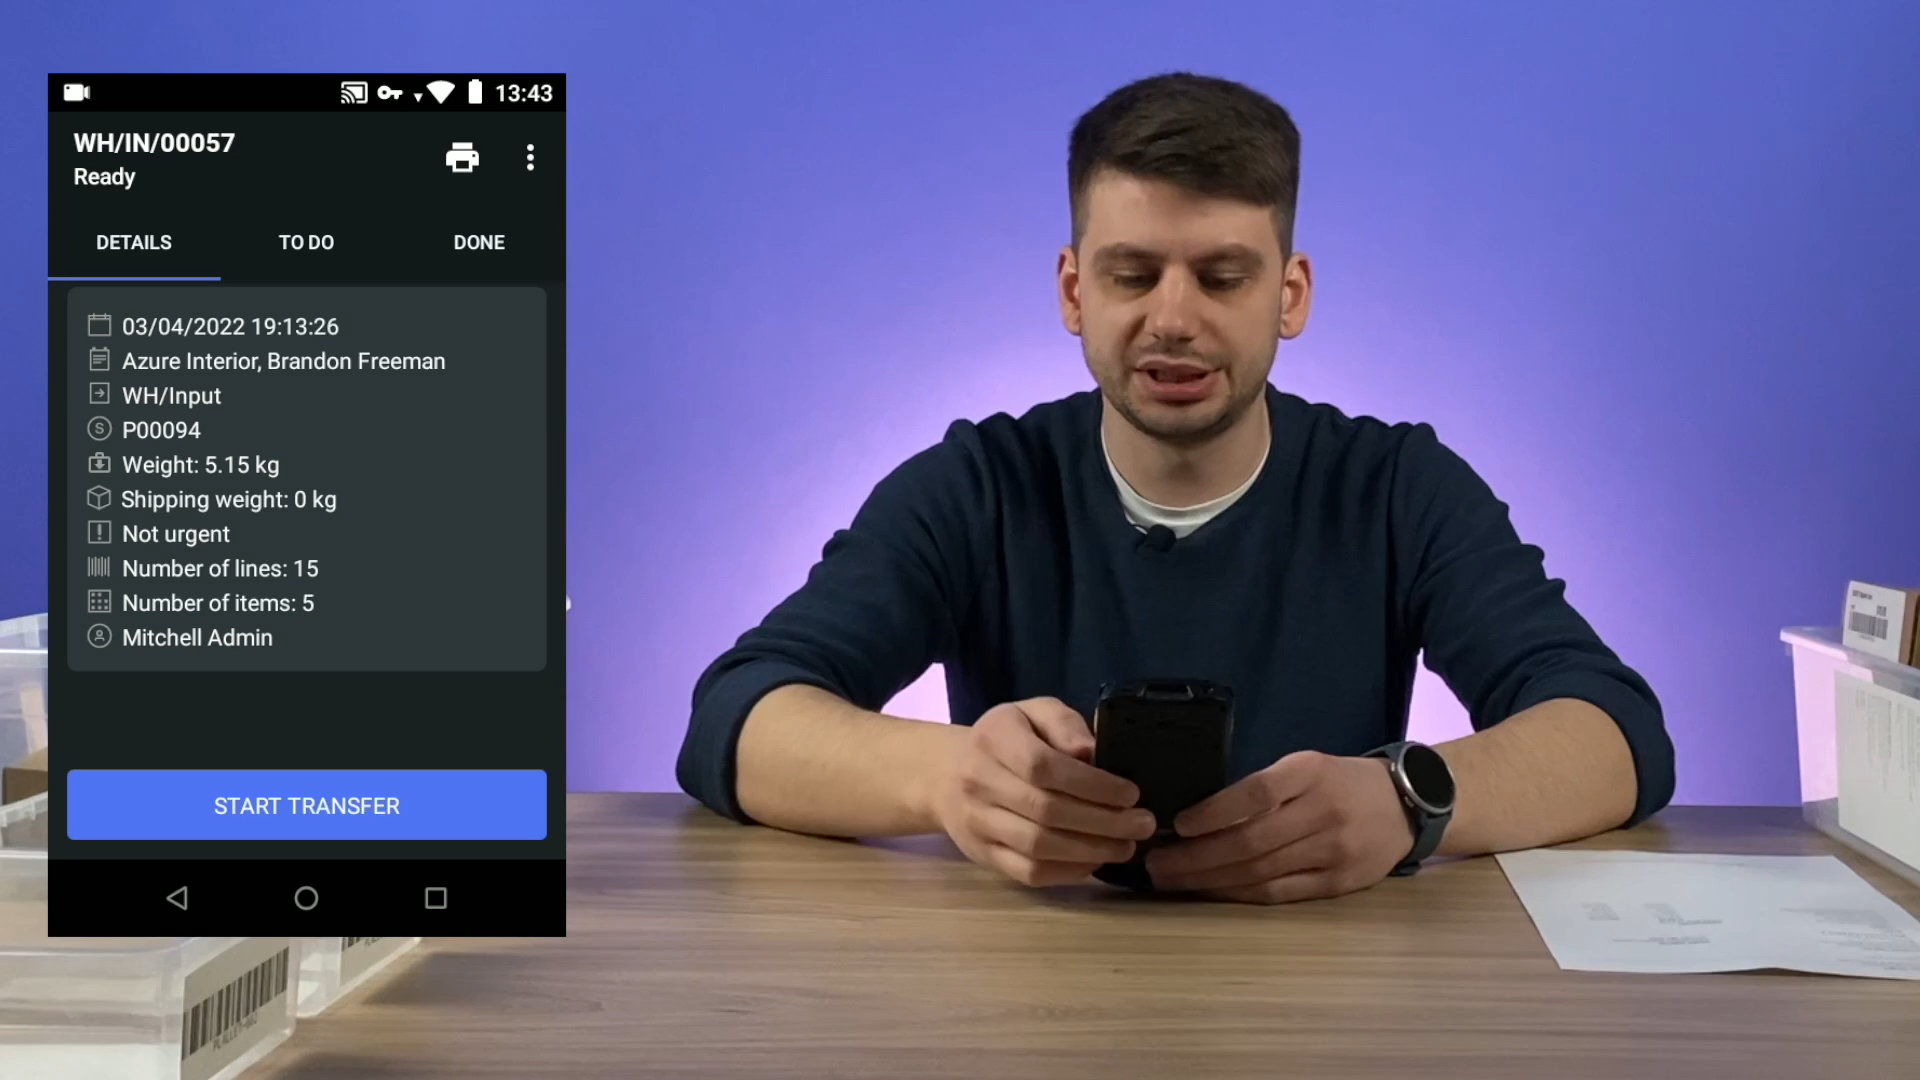 13:43
WH/IN/00057
Ready
DETAILS
TO DO
DONE
03/04/2022 19:13:26
Azure Interior, Brandon Freeman
WH/Input
P00094
Weight: 5.15 kg
Shipping weight: 0 kg
Not urgent
Number of lines: 15
Number of items: 5
Mitchell Admin
START TRANSFER